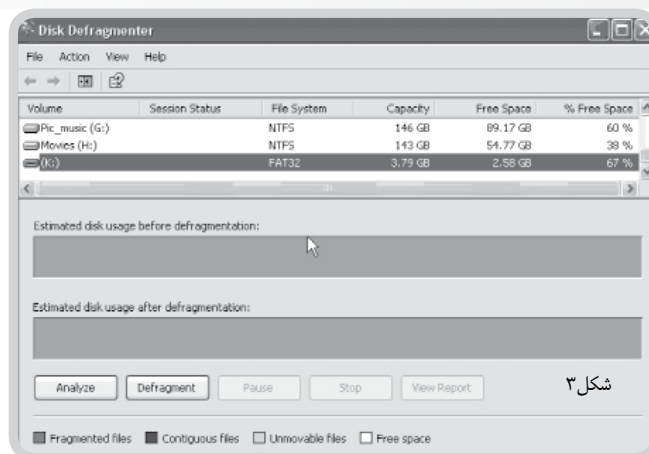 Disk Defragmenter
File Action View Help
Volume Session Status File System Capacity Free Space % Free Space
Pic_music (G:) NTFS 146 GB 89.17 GB 60 %
Movies (H:) NTFS 143 GB 54.77 GB 38 %
(K:) FAT32 3.79 GB 2.58 GB 67 %
Estimated disk usage before defragmentation:
Estimated disk usage after defragmentation:
Analyze Defragment Pause Stop View Report
شکل۳
Fragmented files Contiguous files Unmovable files Free space